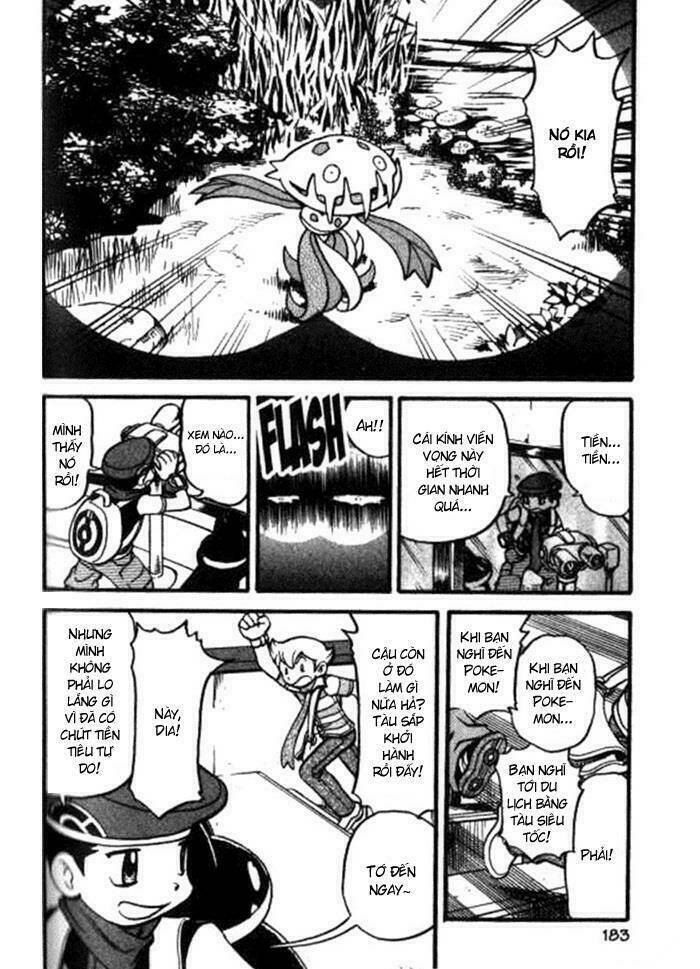 NÓ KIA
RỒI!
TIỀN...
TIỀN...
CÁI KÍNH VIỄN
VỌNG NÀY
HẾT THỜI
GIAN NHANH
QUÁ...
AH!!
FLASH
XEM NÀO...
ĐÓ LÀ...
MÌNH
THẤY
NÓ
RỒI!
KHI BẠN
NGHĨ ĐẾN
POKE-
MON...
KHI BẠN
NGHĨ ĐẾN
POKE-
MON!
BẠN NGHĨ
TỚI DU
LỊCH BẰNG
TÀU SIÊU
TỐC!
PHẢI!
CẬU CÒN
Ở ĐÓ
LÀM GÌ
NỮA HẢ?
TÀU SẮP
KHỞI
HÀNH
RỒI ĐẤY!
NÀY,
DIA!
NHƯNG
MÌNH
KHÔNG
PHẢI LO
LẮNG GÌ
VÌ ĐÃ CÓ
CHÚT TIỀN
TIÊU TỰ
DO!
TỚ ĐẾN
NGAY~
183